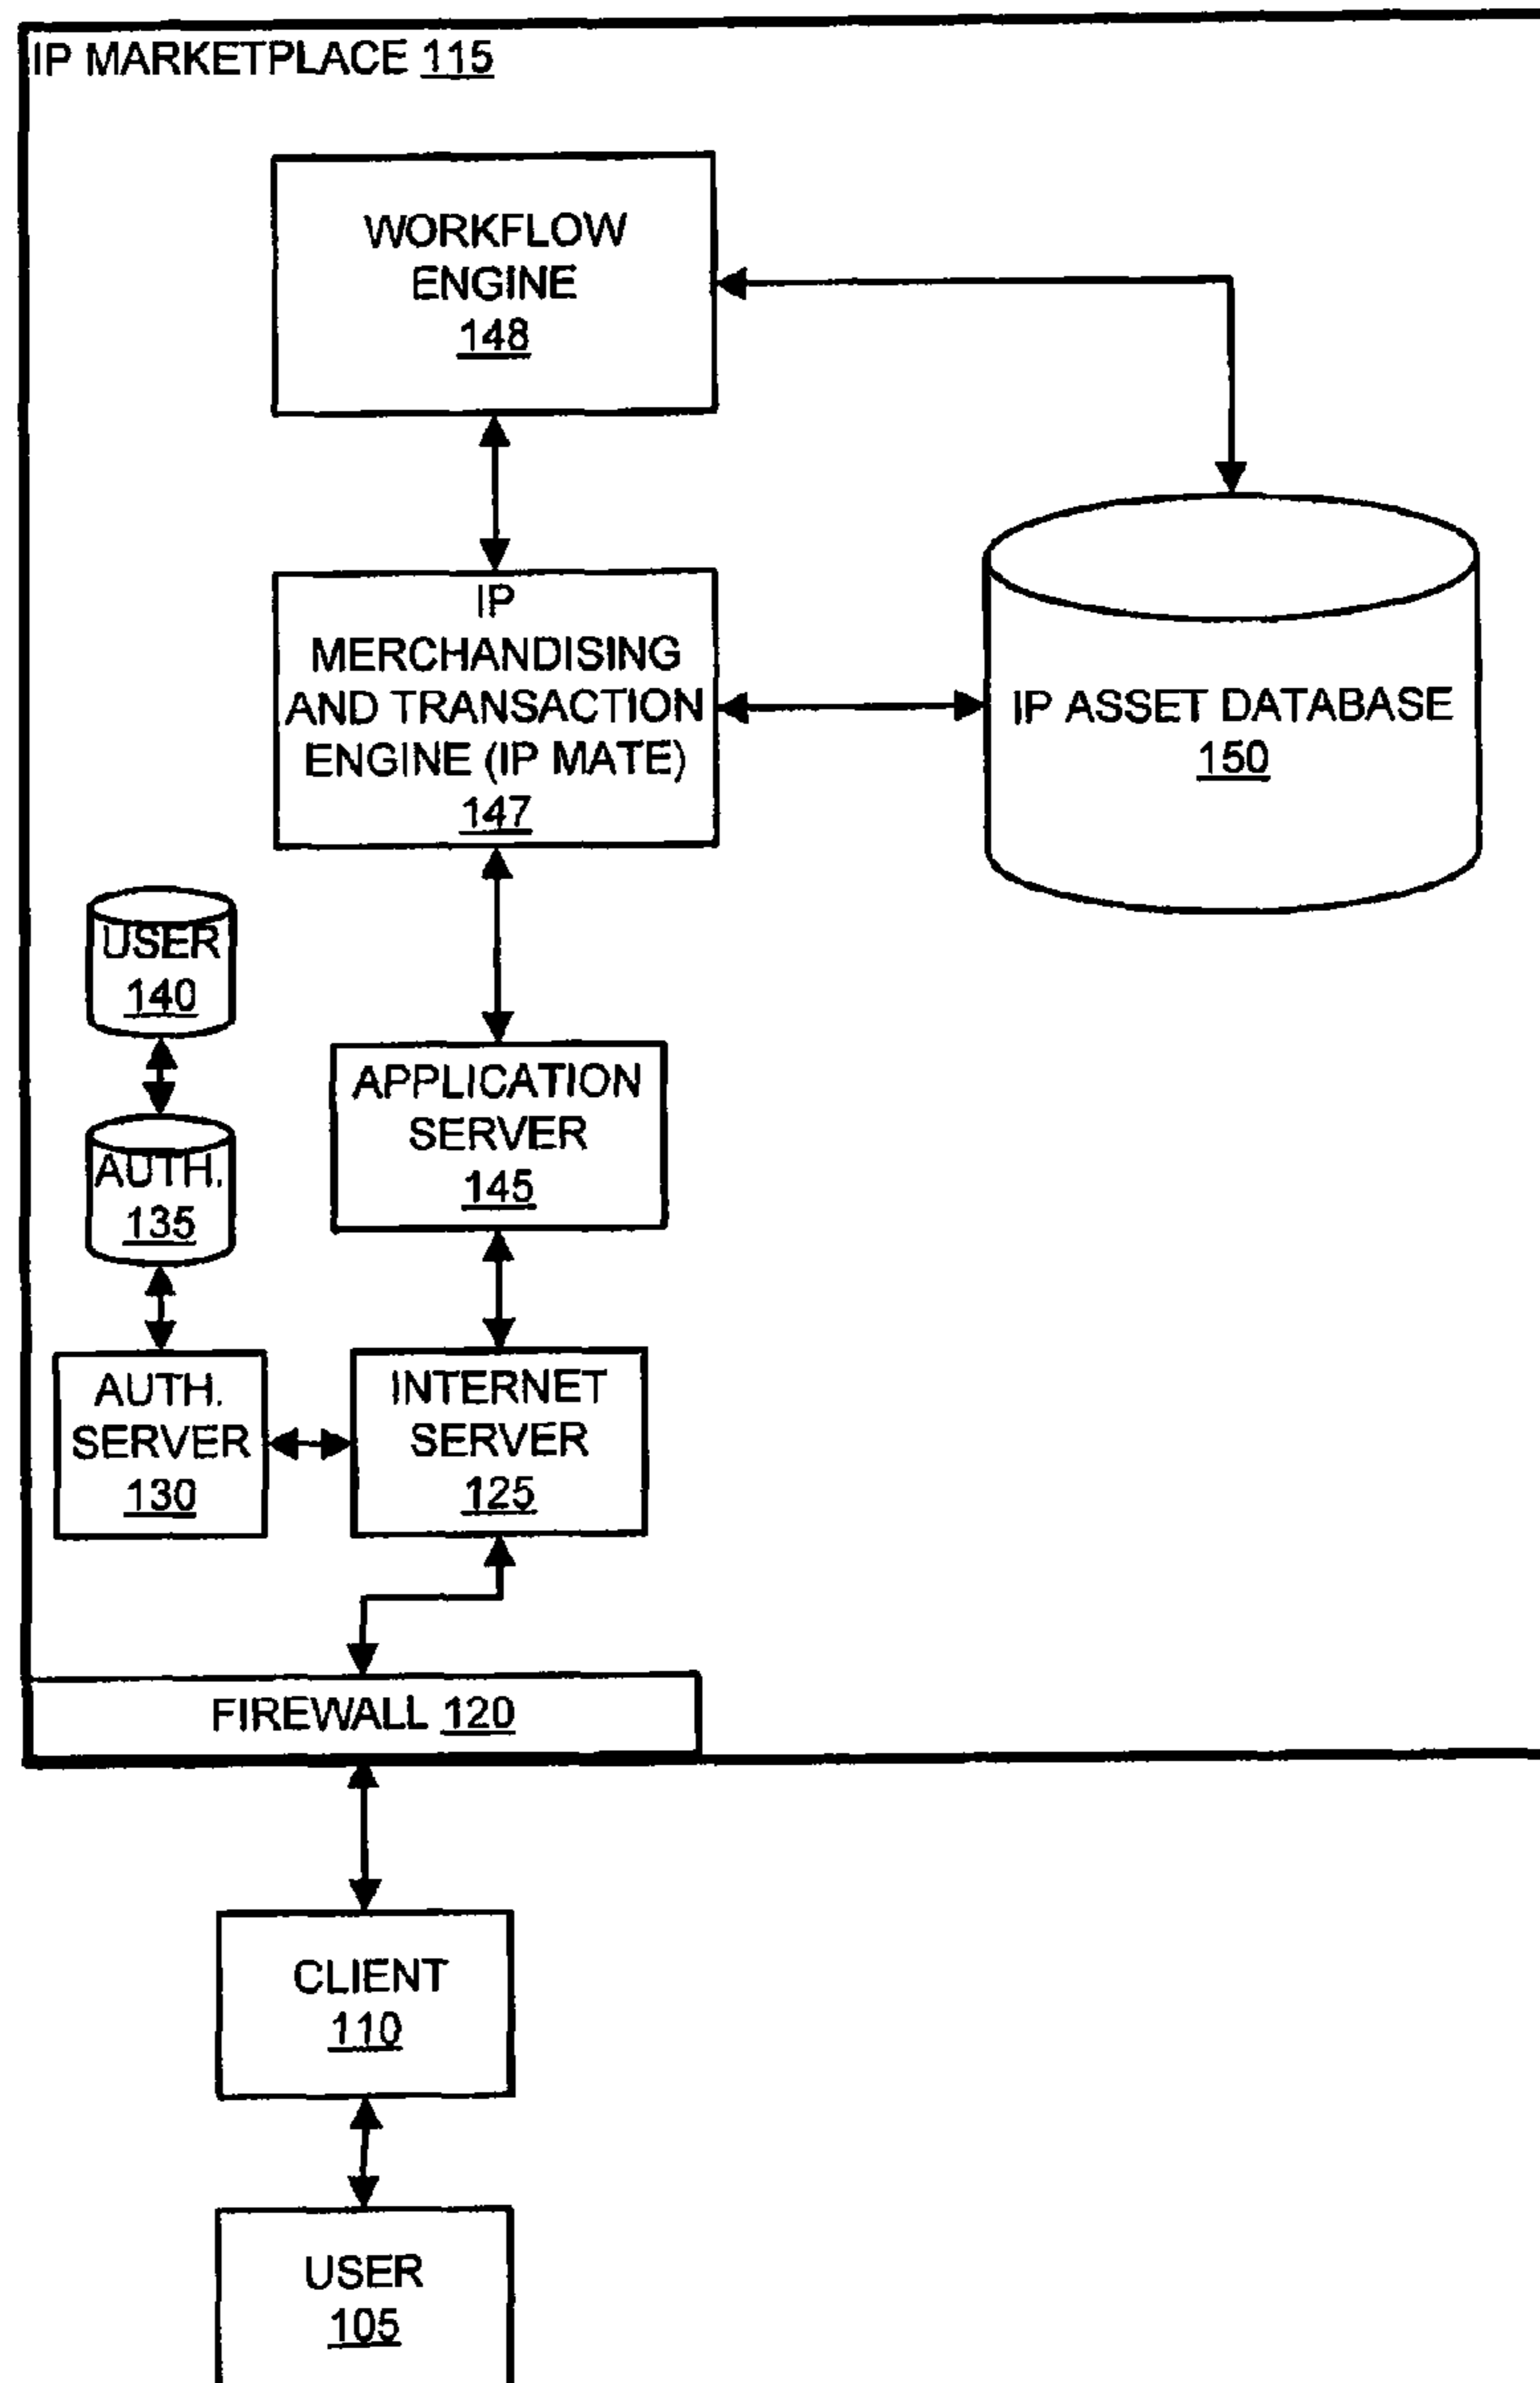 IP MARKETPLACE 115
WORKFLOW
ENGINE
148
IP
MERCHANDISING
AND TRANSACTION
ENGINE (IP MATE)
147
IP ASSET DATABASE
150
USER
140
AUTH.
135
APPLICATION
SERVER
145
AUTH.
SERVER
130
INTERNET
SERVER
125
FIREWALL 120
CLIENT
110
USER
105